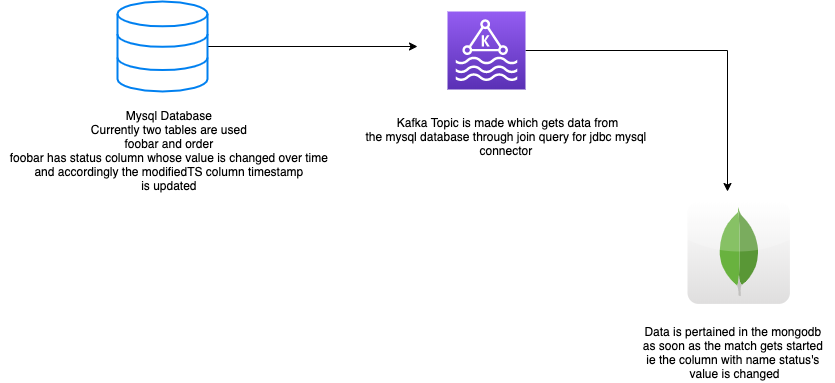 K
Mysql Database
Currently two tables are used
foobar and order
foobar has status column whose value is changed over time
and accordingly the modifiedTS column timestamp
is updated
Kafka Topic is made which gets data from
the mysql database through join query for jdbc mysql
connector
Data is pertained in the mongodb
as soon as the match gets started
ie the column with name status's
value is changed